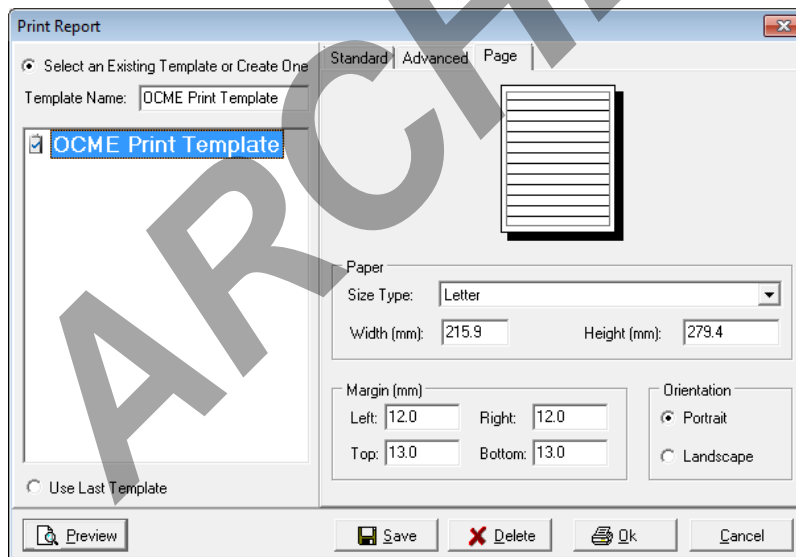 Print Report
Select an Existing Template or Create One
Template Name: OCME Print Template
OCME Print Template
Use Last Template
Standard Advanced Page
Paper
Size Type: Letter
Width (mm): 215.9 Height (mm): 279.4
Margin (mm)
Left: 12.0 Right: 12.0
Top: 13.0 Bottom: 13.0
Orientation
Portrait
Landscape
Preview Save Delete Ok Cancel